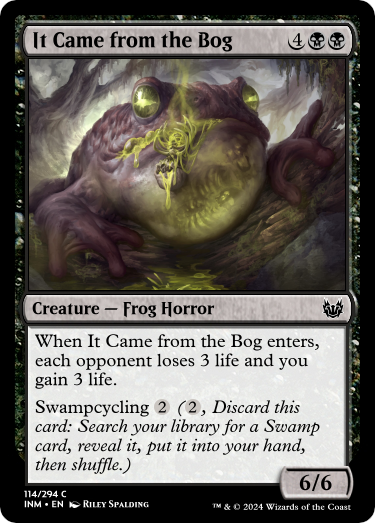 It Came from the Bog 4
Creature — Frog Horror
When It Came from the Bog enters,
each opponent loses 3 life and you
gain 3 life.
Swampcycling 2 (2, Discard this
card: Search your library for a Swamp
card, reveal it, put it into your hand,
then shuffle.)
6/6
114/294 C
INM • EN Riley Spalding ™ & © 2024 Wizards of the Coast